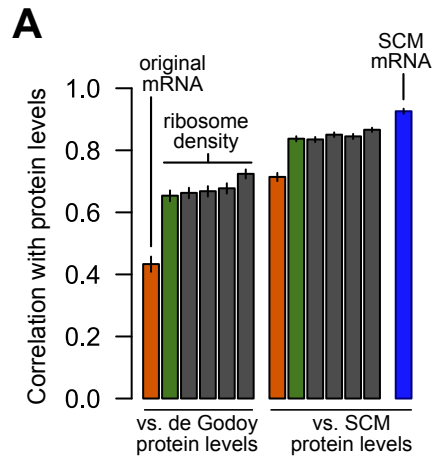 A
SCM
mRNA
original
mRNA
ribosome
density
Correlation with protein levels
1.0
0.8
0.6
0.4
0.2
0.0
vs. de Godoy
protein levels
vs. SCM
protein levels